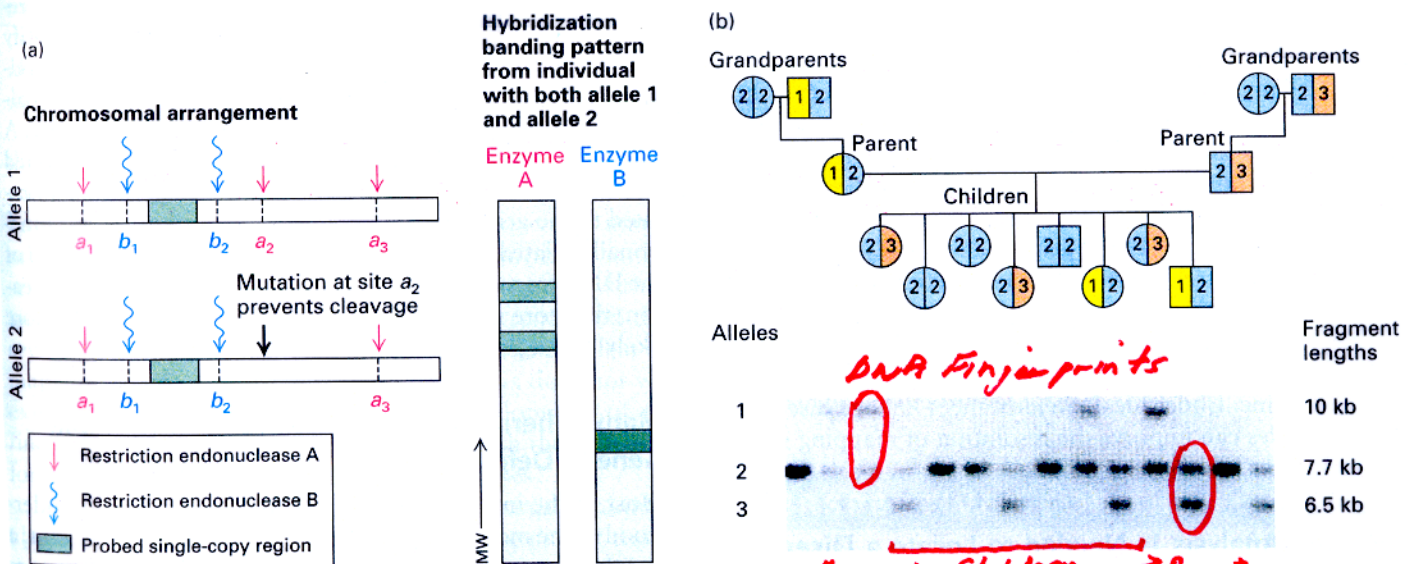 (a)
Chromosomal arrangement
Allele 1
a1 b1 b2 a2 a3
Mutation at site a2
prevents cleavage
Allele 2
a1 b1 b2 a3
Restriction endonuclease A
Restriction endonuclease B
Probed single-copy region
Hybridization
banding pattern
from individual
with both allele 1
and allele 2
Enzyme Enzyme
A B
MW
(b)
Grandparents Grandparents
2 2 1 2 2 2 2 3
Parent Parent
1 2 2 3
Children
2 3 2 2 2 2 2 3
2 2 2 3 1 2 1 2
Alleles
Fragment
lengths
DNA Fingerprints
1 10 kb
2 7.7 kb
3 6.5 kb
Children